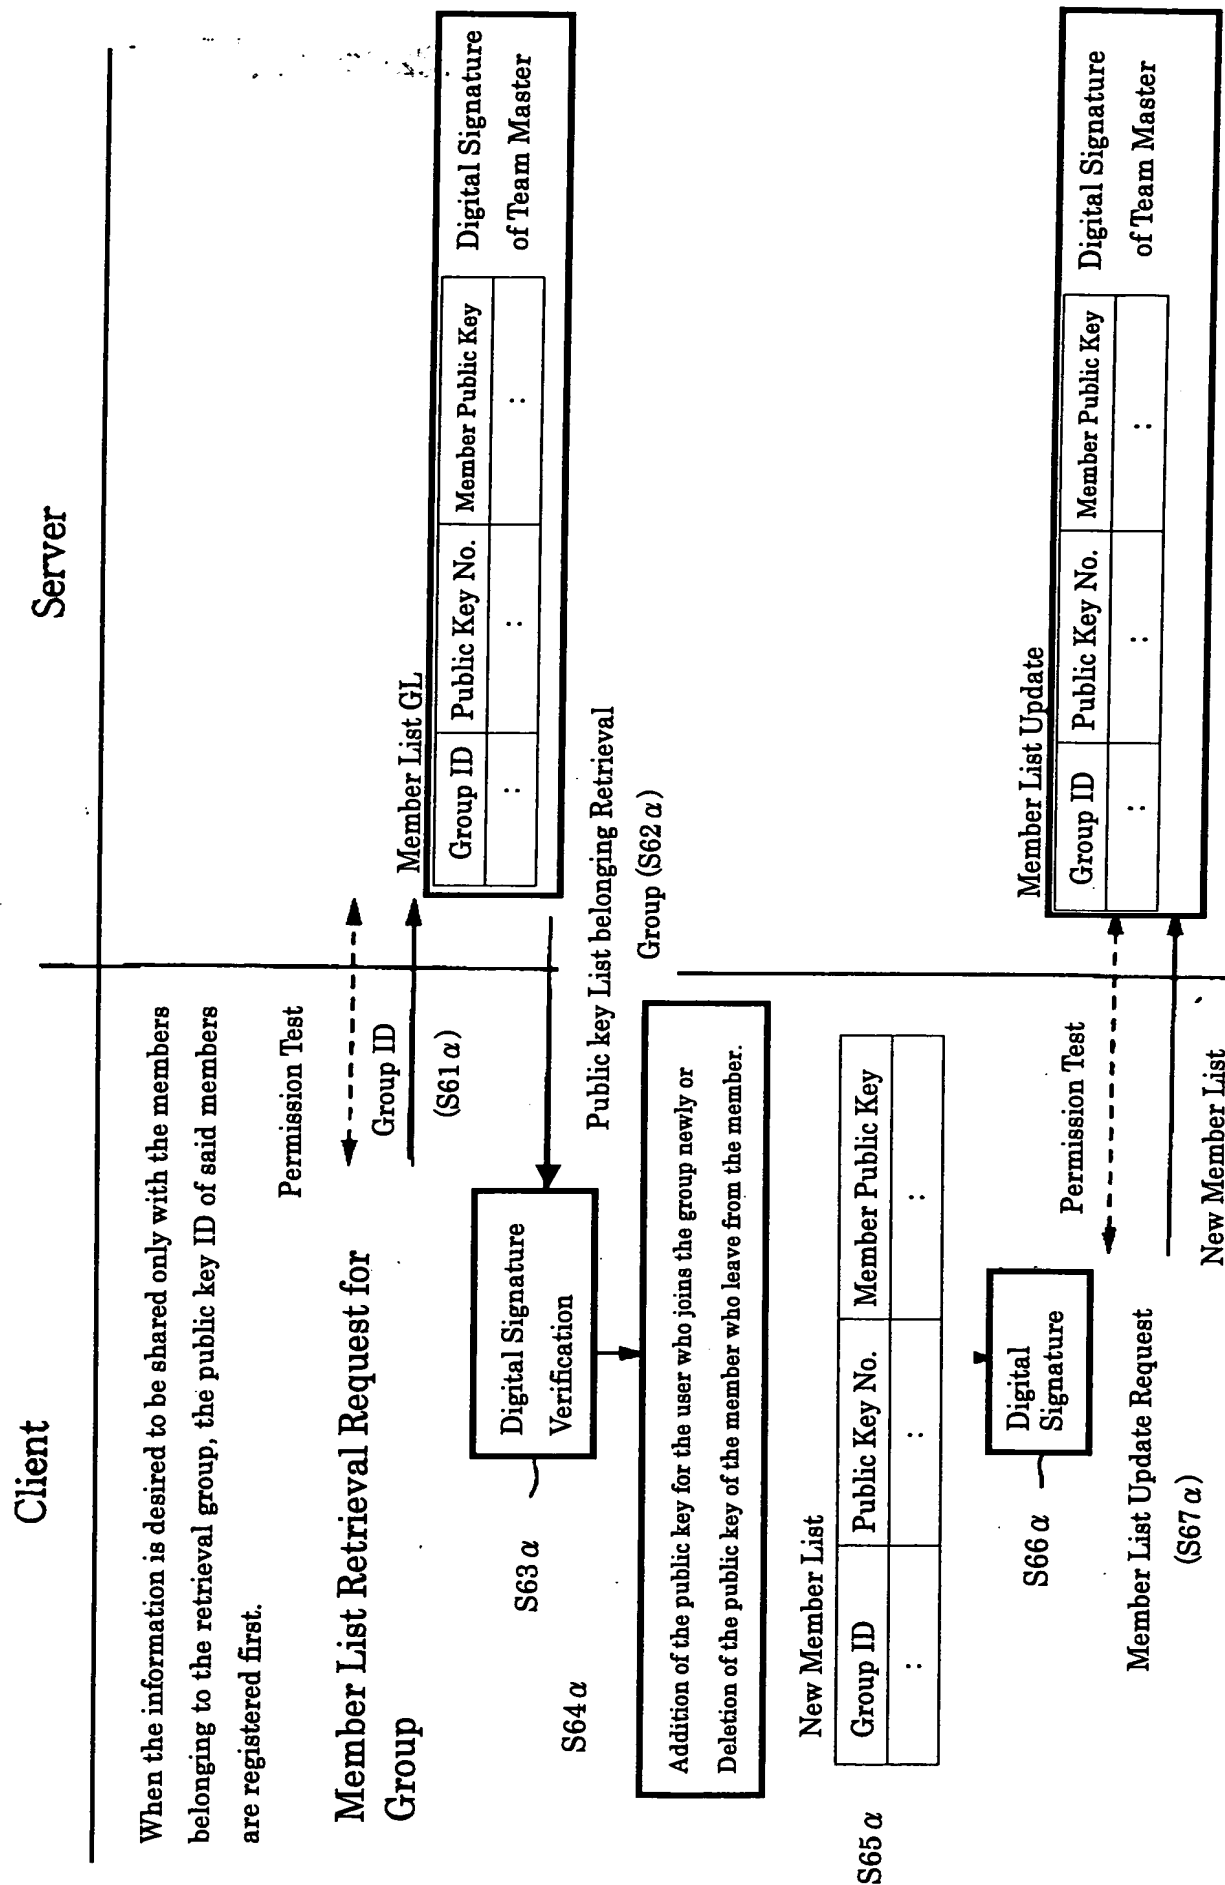 Client
Server
When the information is desired to be shared only with the members
belonging to the retrieval group, the public key ID of said members
are registered first.
Member List Retrieval Request for
Group
Permission Test
Group ID
(S61α)
Member List GL
Group ID Public Key No. Member Public Key
: : :
Digital Signature
of Team Master
Public key List belonging Retrieval
Group (S62α)
S63α
Digital Signature
Verification
S64α
Addition of the public key for the user who joins the group newly or
Deletion of the public key of the member who leave from the member.
S65α
New Member List
Group ID Public Key No. Member Public Key
: : :
S66α
Digital
Signature
Member List Update Request
(S67α)
Permission Test
New Member List
Member List Update
Group ID Public Key No. Member Public Key
: : :
Digital Signature
of Team Master